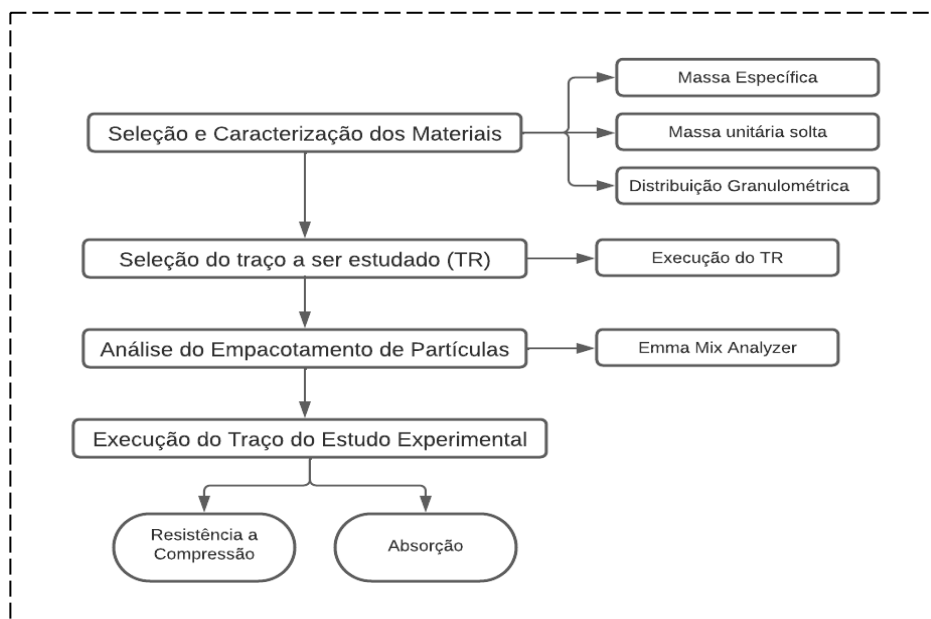 Massa Específica
Seleção e Caracterização dos Materiais
Massa unitária solta
Distribuição Granulométrica
Seleção do traço a ser estudado (TR)
Execução do TR
Análise do Empacotamento de Partículas
Emma Mix Analyzer
Execução do Traço do Estudo Experimental
Resistência a
Compressão
Absorção